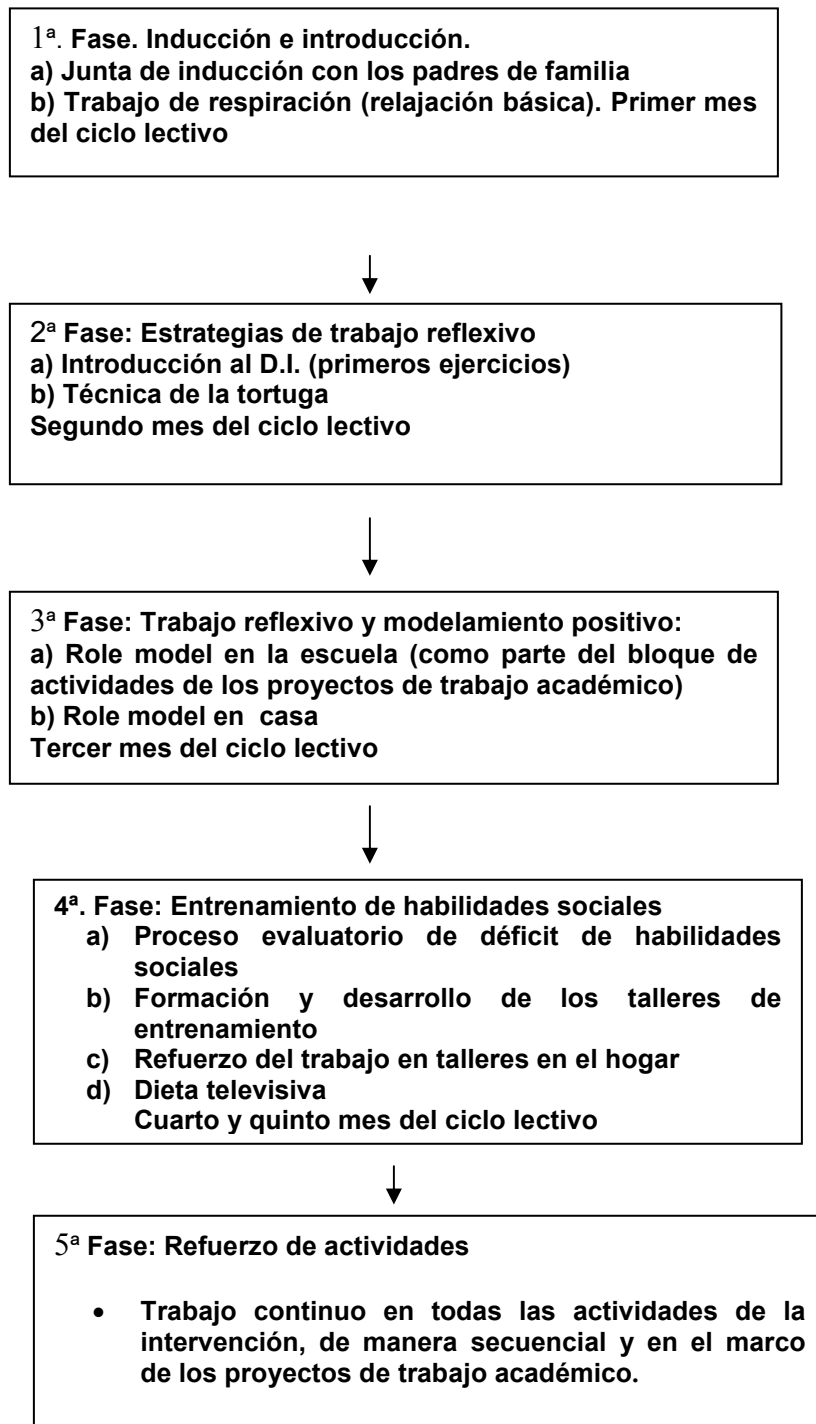 1ª. Fase. Inducción e introducción.
a) Junta de inducción con los padres de familia
b) Trabajo de respiración (relajación básica). Primer mes
del ciclo lectivo
2ª Fase: Estrategias de trabajo reflexivo
a) Introducción al D.I. (primeros ejercicios)
b) Técnica de la tortuga
Segundo mes del ciclo lectivo
3ª Fase: Trabajo reflexivo y modelamiento positivo:
a) Role model en la escuela (como parte del bloque de
actividades de los proyectos de trabajo académico)
b) Role model en casa
Tercer mes del ciclo lectivo
4ª. Fase: Entrenamiento de habilidades sociales
a) Proceso evaluatorio de déficit de habilidades
sociales
b) Formación y desarrollo de los talleres de
entrenamiento
c) Refuerzo del trabajo en talleres en el hogar
d) Dieta televisiva
Cuarto y quinto mes del ciclo lectivo
5ª Fase: Refuerzo de actividades
• Trabajo continuo en todas las actividades de la
intervención, de manera secuencial y en el marco
de los proyectos de trabajo académico.